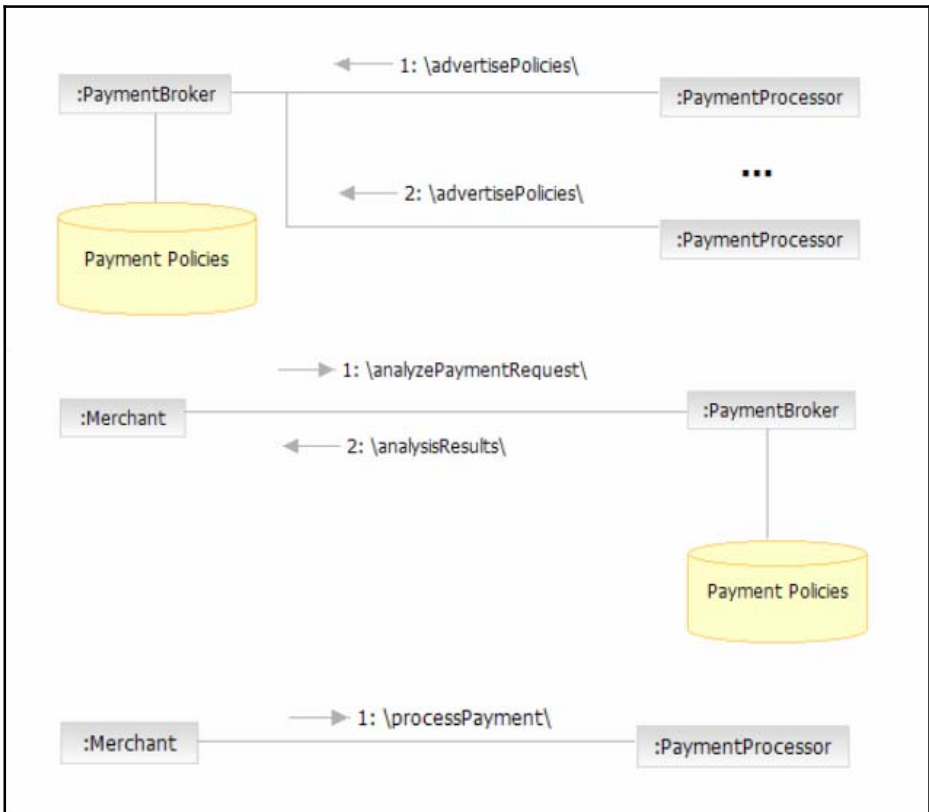 1: \advertisePolicies\
:PaymentBroker
:PaymentProcessor
...
2: \advertisePolicies\
:PaymentProcessor
Payment Policies
1: \analyzePaymentRequest\
:Merchant
:PaymentBroker
2: \analysisResults\
Payment Policies
1: \processPayment\
:Merchant
:PaymentProcessor